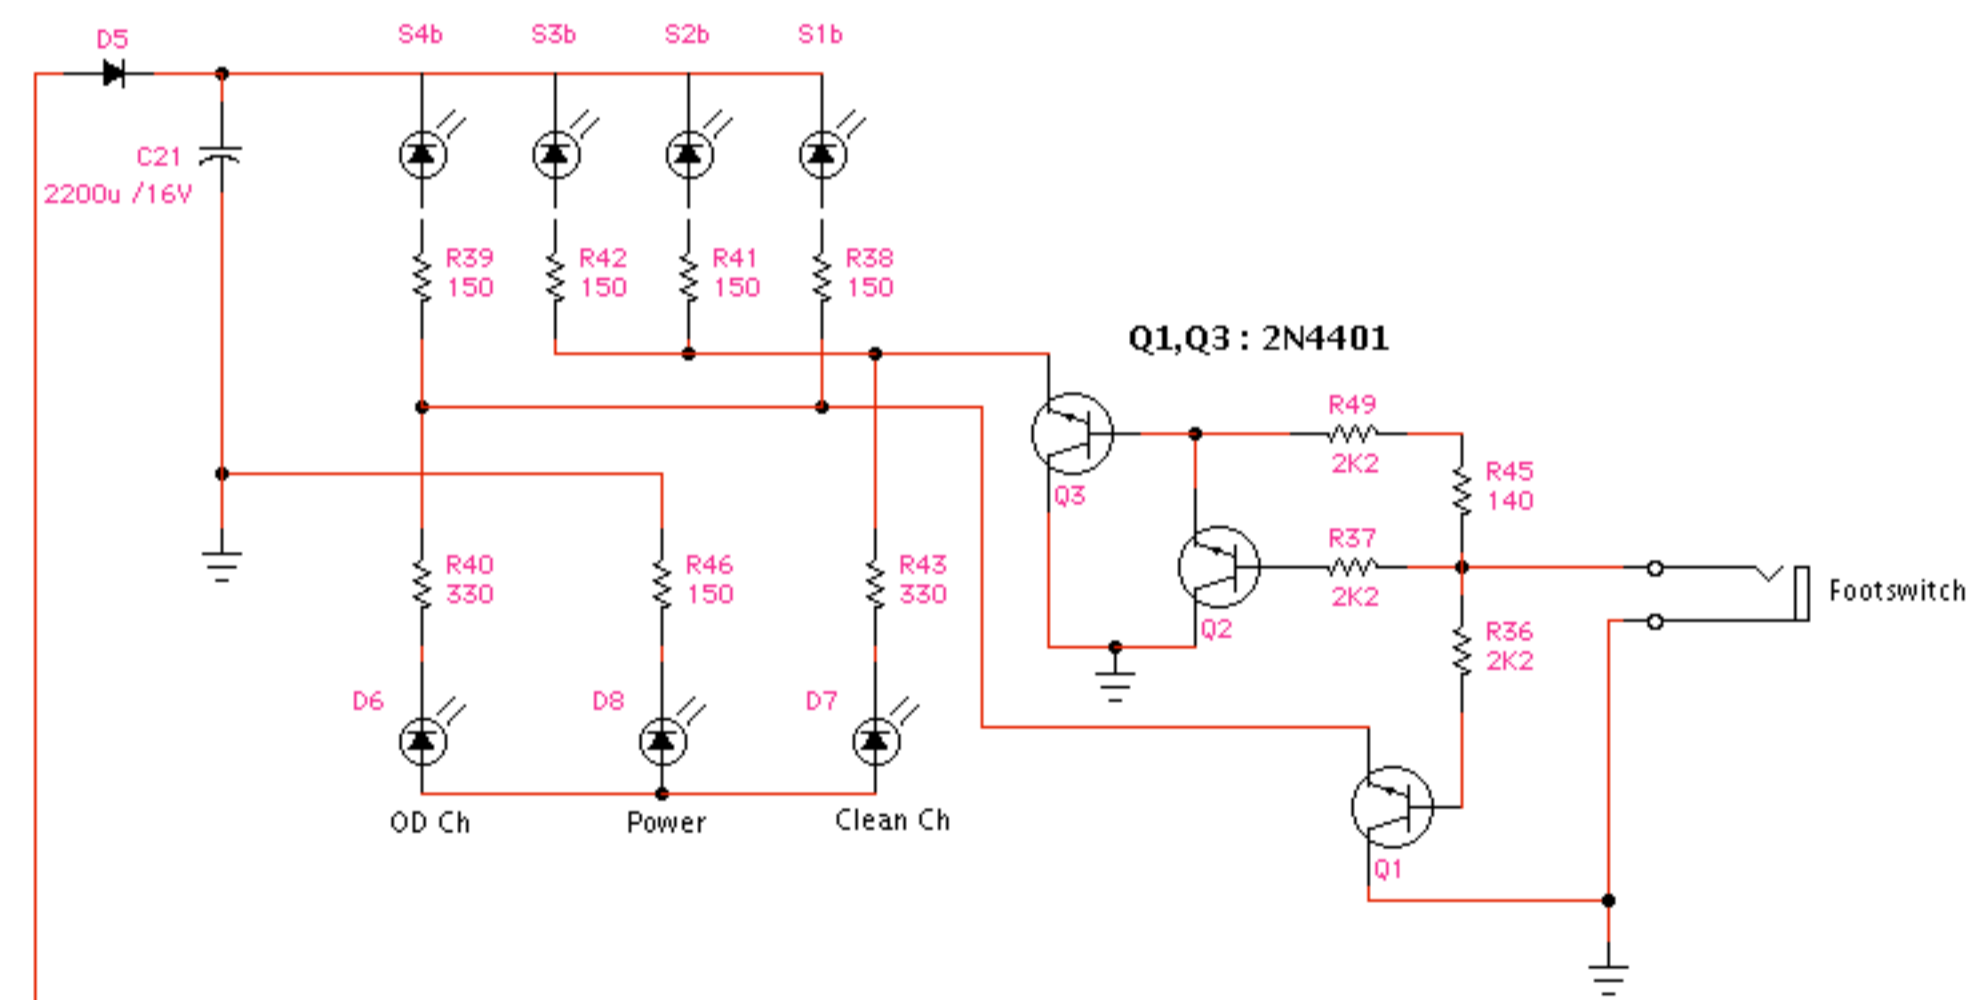 D5
S4b
S3b
S2b
S1b
C21
2200u /16V
R39
150
R42
150
R41
150
R38
150
Q1,Q3 : 2N4401
R49
2K2
R45
140
Q3
R37
2K2
Q2
R40
330
R46
150
R43
330
Footswitch
R36
2K2
D6
D8
D7
OD Ch
Power
Clean Ch
Q1